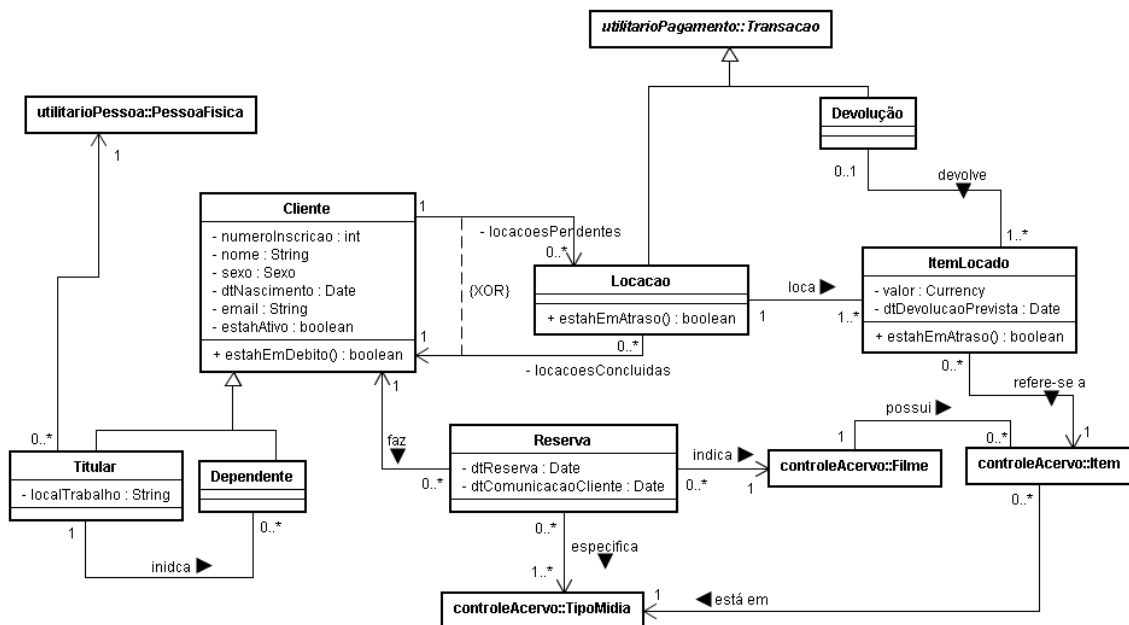 utilitarioPagamento::Transacao
utilitarioPessoa::PessoaFisica
1
Devolução
0..1
devolve
1..*
Cliente
- numeroInscricao : int
- nome : String
- sexo : Sexo
- dtNascimento : Date
- email : String
- estahAtivo : boolean
+ estahEmDebito() : boolean
1
- locacoesPendentes
0..*
{XOR}
1
0..*
- locacoesConcluidas
Locacao
+ estahEmAtraso() : boolean
loca
1
1..*
ItemLocado
- valor : Currency
- dtDevolucaoPrevista : Date
+ estahEmAtraso() : boolean
0..*
refere-se a
1
possui
1
0..*
controleAcervo::Filme
controleAcervo::Item
0..*
1
faz
0..*
Reserva
- dtReserva : Date
- dtComunicacaoCliente : Date
indica
0..*
1
0..*
especifica
1..*
0..*
Titular
- localTrabalho : String
Dependente
1
0..*
inidca
controleAcervo::TipoMidia
1
está em